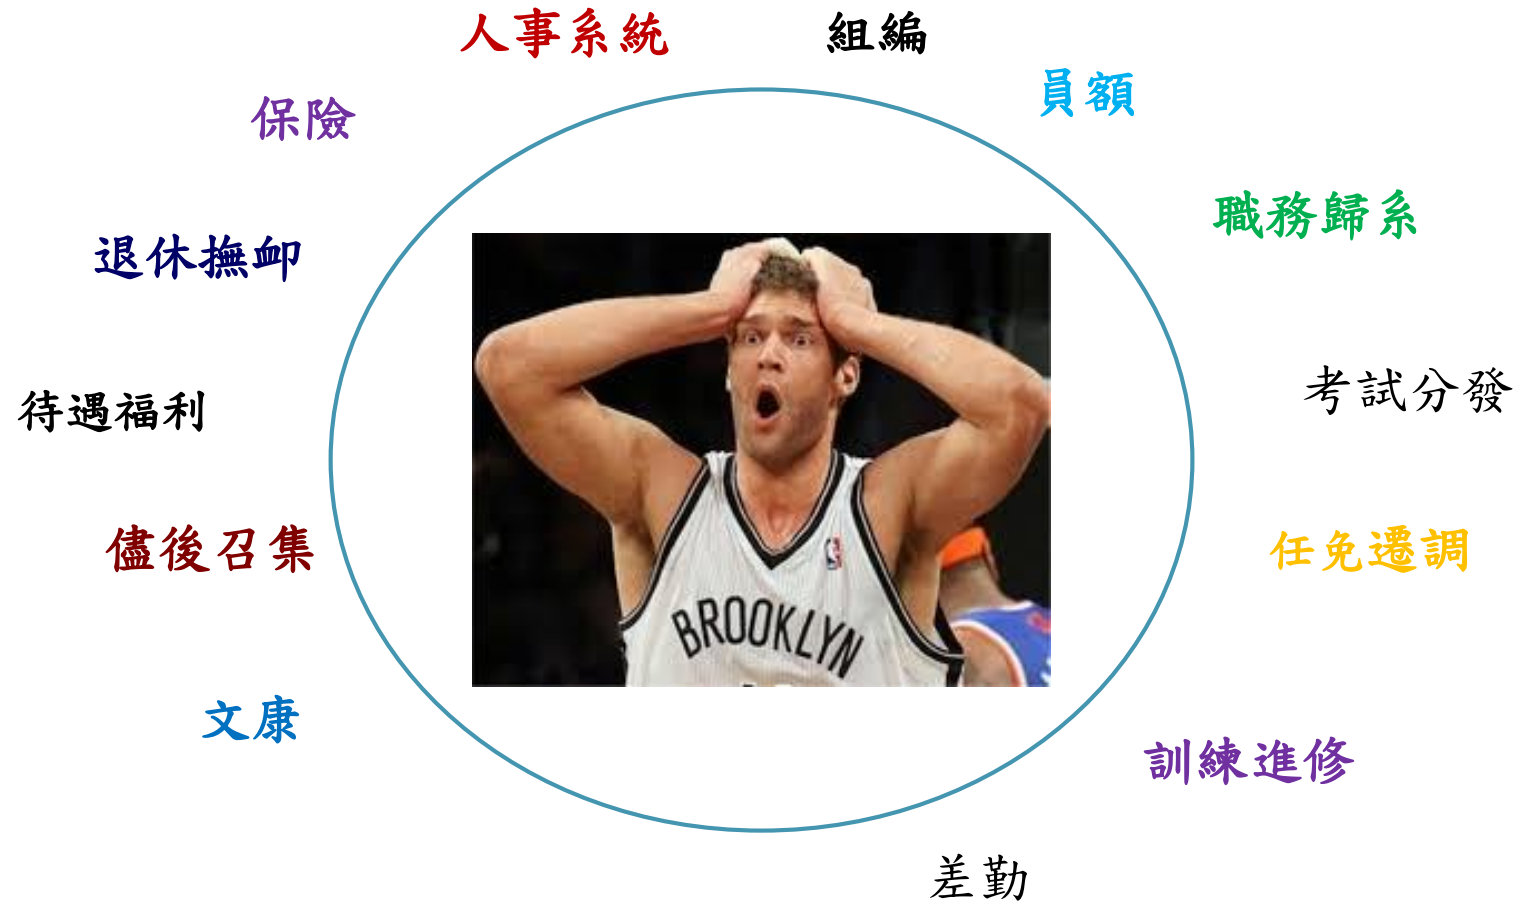 人事系統
組編
員額
保險
職務歸系
退休撫卹
考試分發
待遇福利
儘後召集
任免遷調
BROOKLYN
文康
訓練進修
差勤